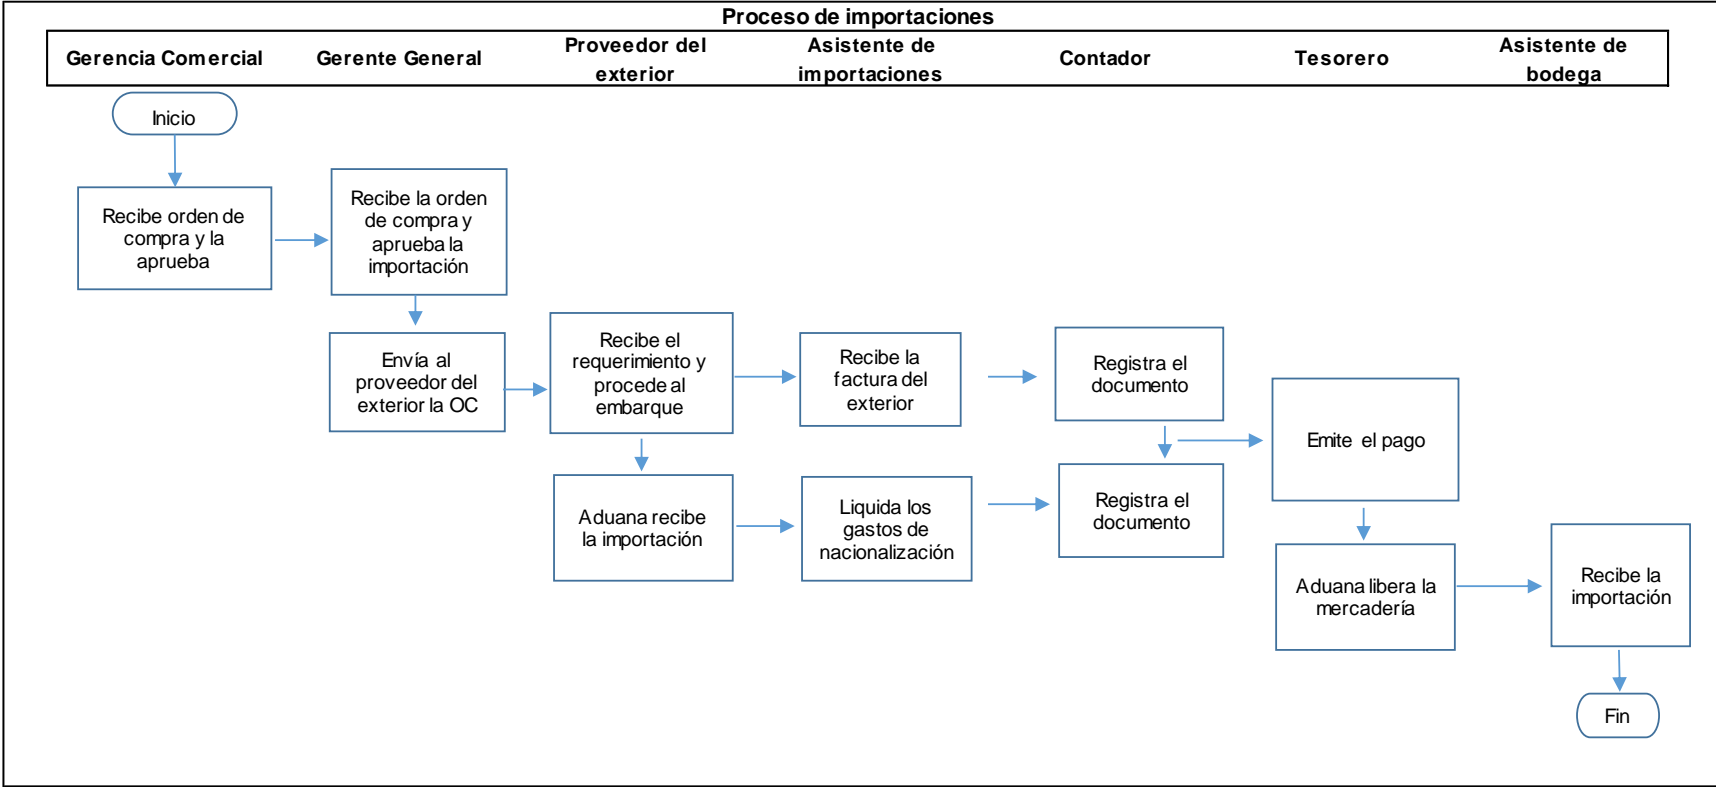 Proceso de importaciones
Gerencia Comercial
Gerente General
Proveedor del
exterior
Asistente de
importaciones
Contador
Tesorero
Asistente de
bodega
Inicio
Recibe orden de
compra y la
aprueba
Recibe la orden
de compra y
aprueba la
importación
Envía al
proveedor del
exterior la OC
Recibe el
requerimiento y
procede al
embarque
Recibe la
factura del
exterior
Registra el
documento
Emite el pago
Aduana recibe
la importación
Liquida los
gastos de
nacionalización
Registra el
documento
Aduana libera la
mercadería
Recibe la
importación
Fin